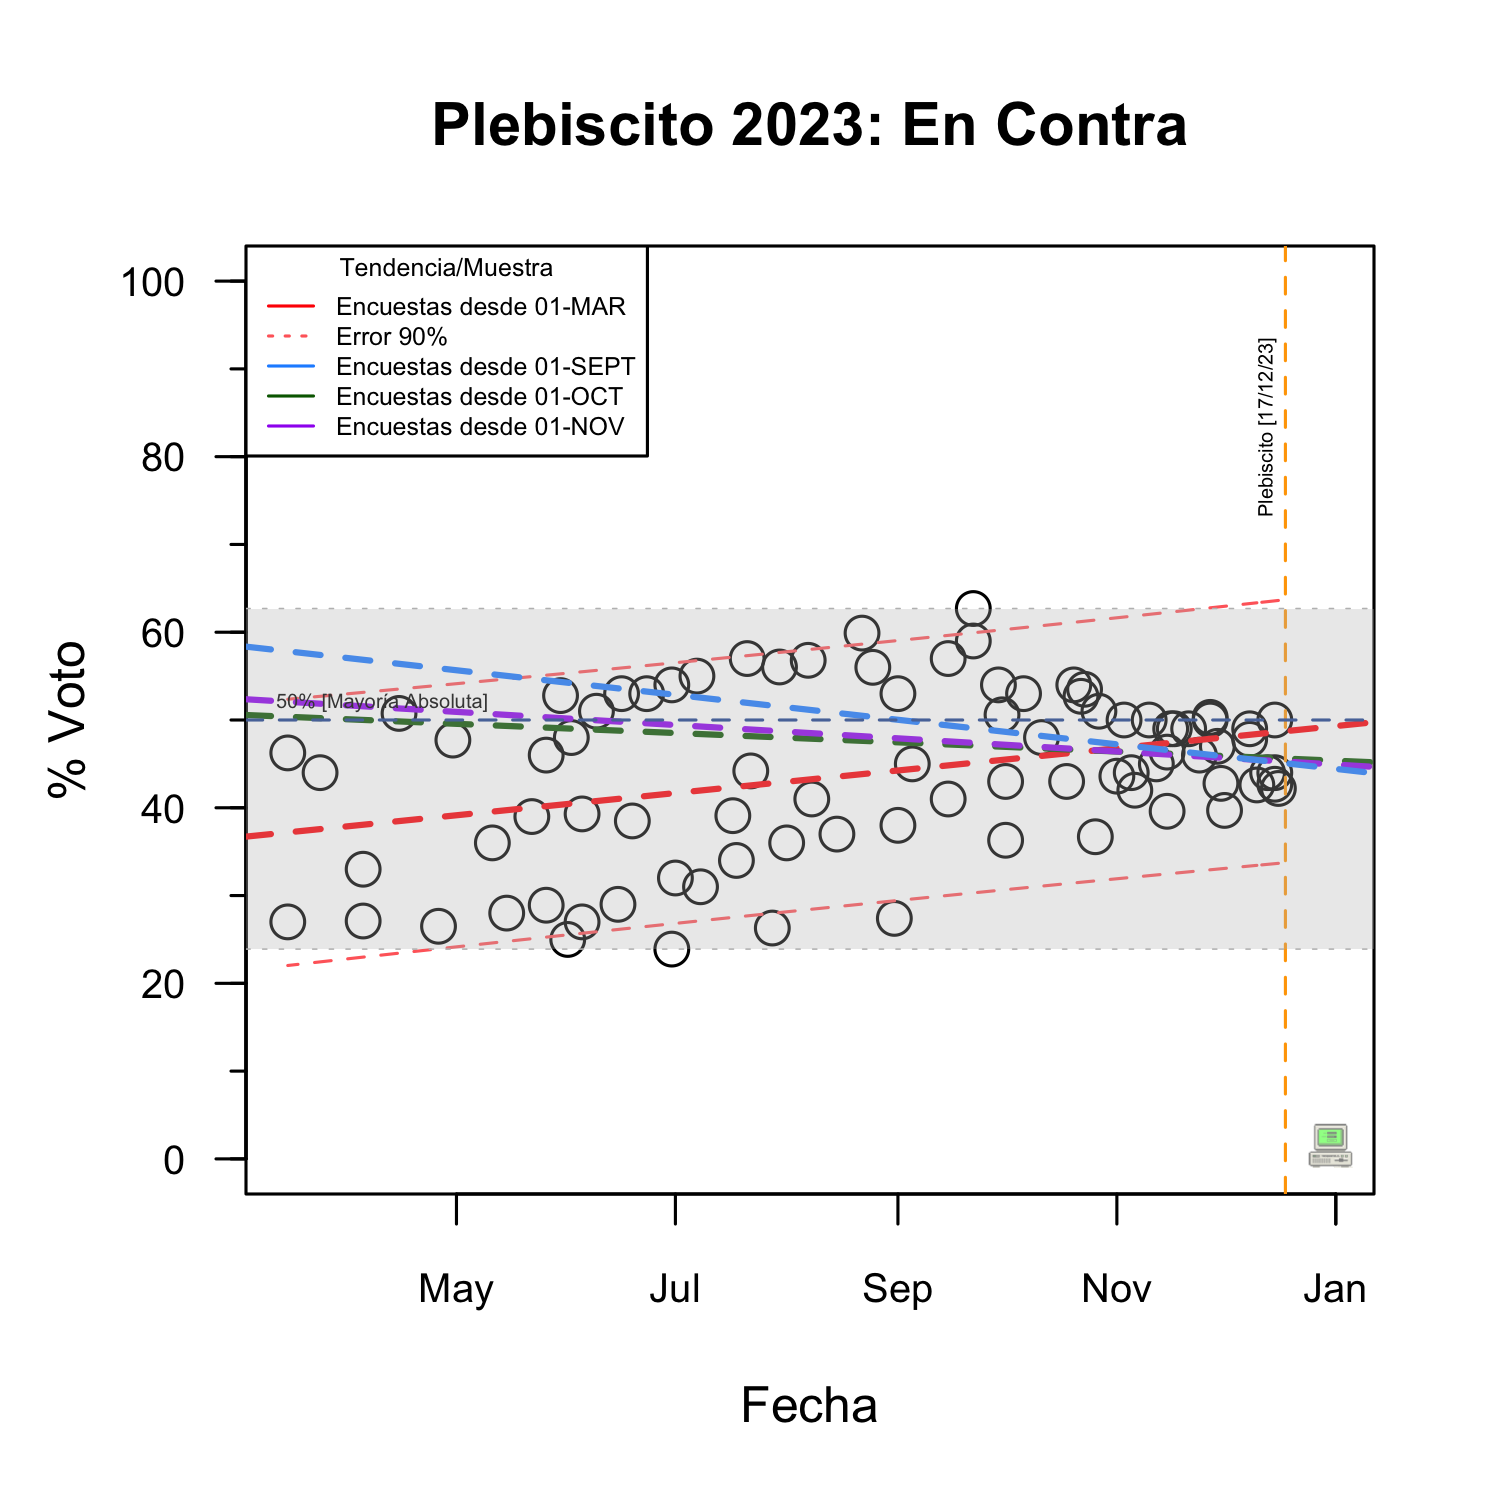 Plebiscito 2023: En Contra
Tendencia/Muestra
Encuestas desde 01-MAR
Error 90%
Encuestas desde 01-SEPT
Encuestas desde 01-OCT
Encuestas desde 01-NOV
Plebiscito [17/12/23]
50% [Mayoría Absoluta]
% Voto
100
80
60
40
20
0
May Jul Sep Nov Jan
Fecha